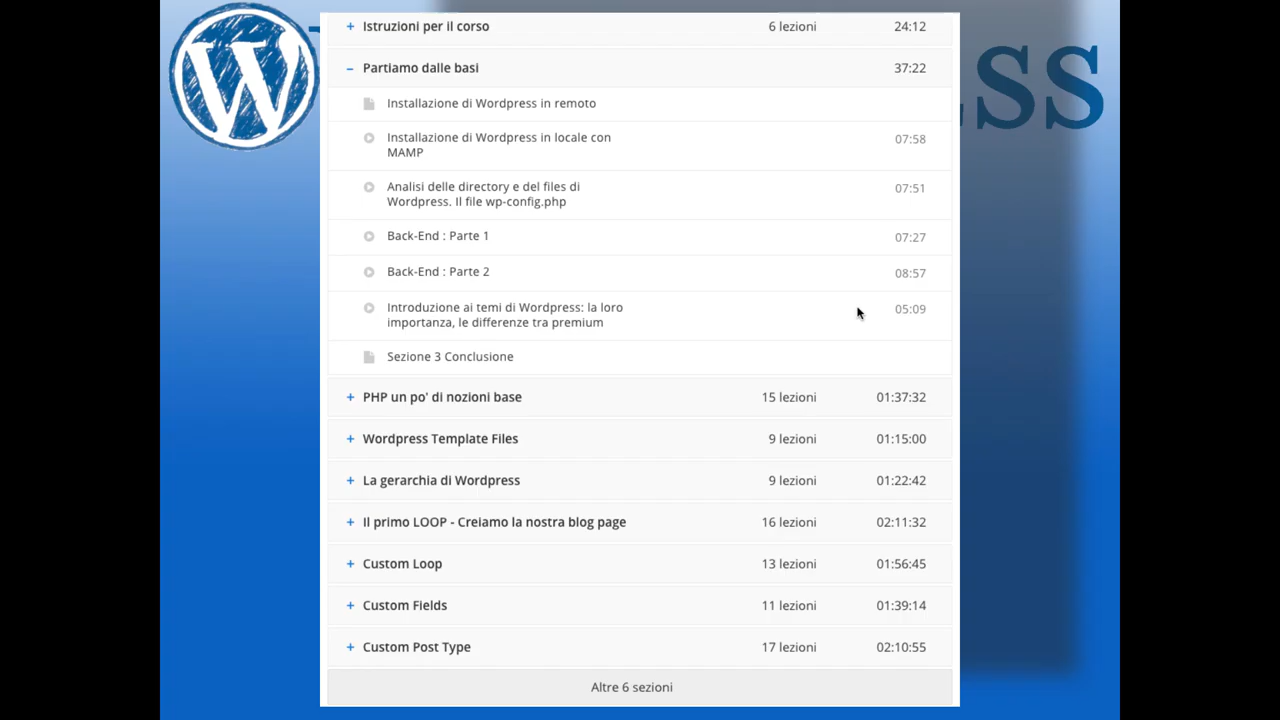 + Istruzioni per il corso 6 lezioni 24:12
– Partiamo dalle basi 37:22
Installazione di Wordpress in remoto
Installazione di Wordpress in locale con 07:58
MAMP
Analisi delle directory e del files di 07:51
Wordpress. Il file wp-config.php
Back-End : Parte 1 07:27
Back-End : Parte 2 08:57
Introduzione ai temi di Wordpress: la loro 05:09
importanza, le differenze tra premium
Sezione 3 Conclusione
+ PHP un po' di nozioni base 15 lezioni 01:37:32
+ Wordpress Template Files 9 lezioni 01:15:00
+ La gerarchia di Wordpress 9 lezioni 01:22:42
+ Il primo LOOP - Creiamo la nostra blog page 16 lezioni 02:11:32
+ Custom Loop 13 lezioni 01:56:45
+ Custom Fields 11 lezioni 01:39:14
+ Custom Post Type 17 lezioni 02:10:55
Altre 6 sezioni